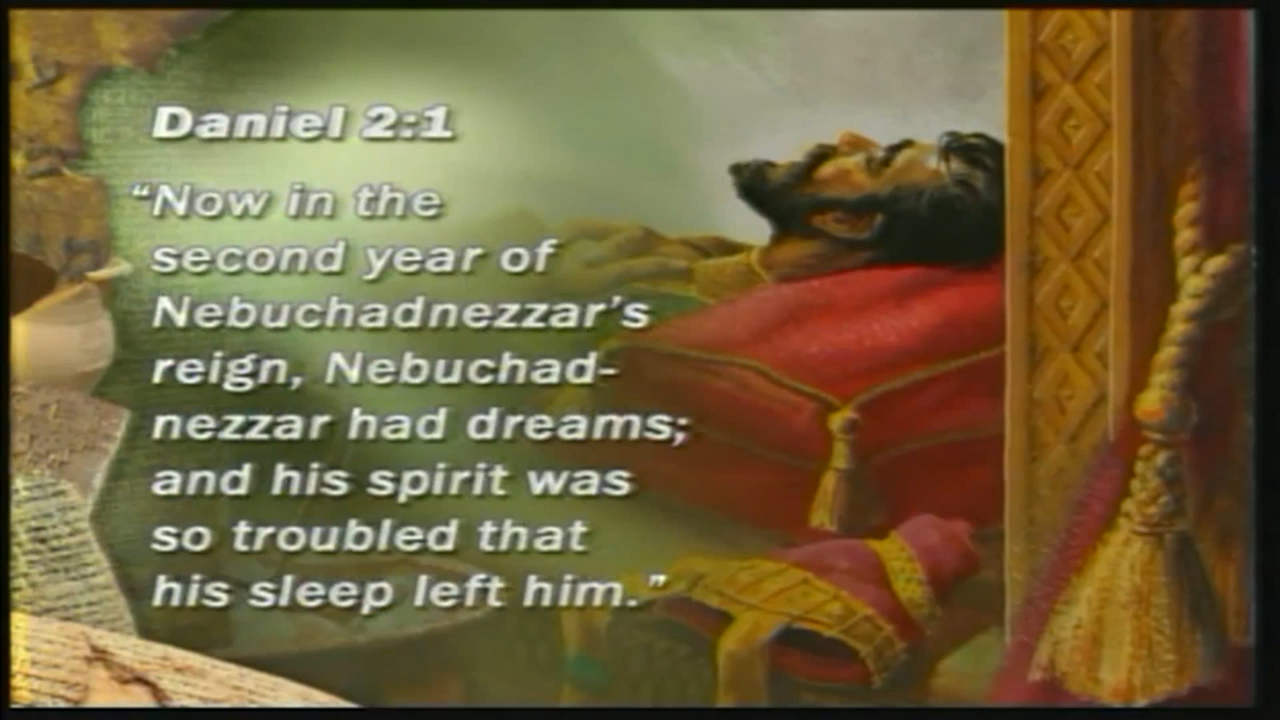 Daniel 2:1
“Now in the
second year of
Nebuchadnezzar’s
reign, Nebuchad-
nezzar had dreams;
and his spirit was
so troubled that
his sleep left him.”